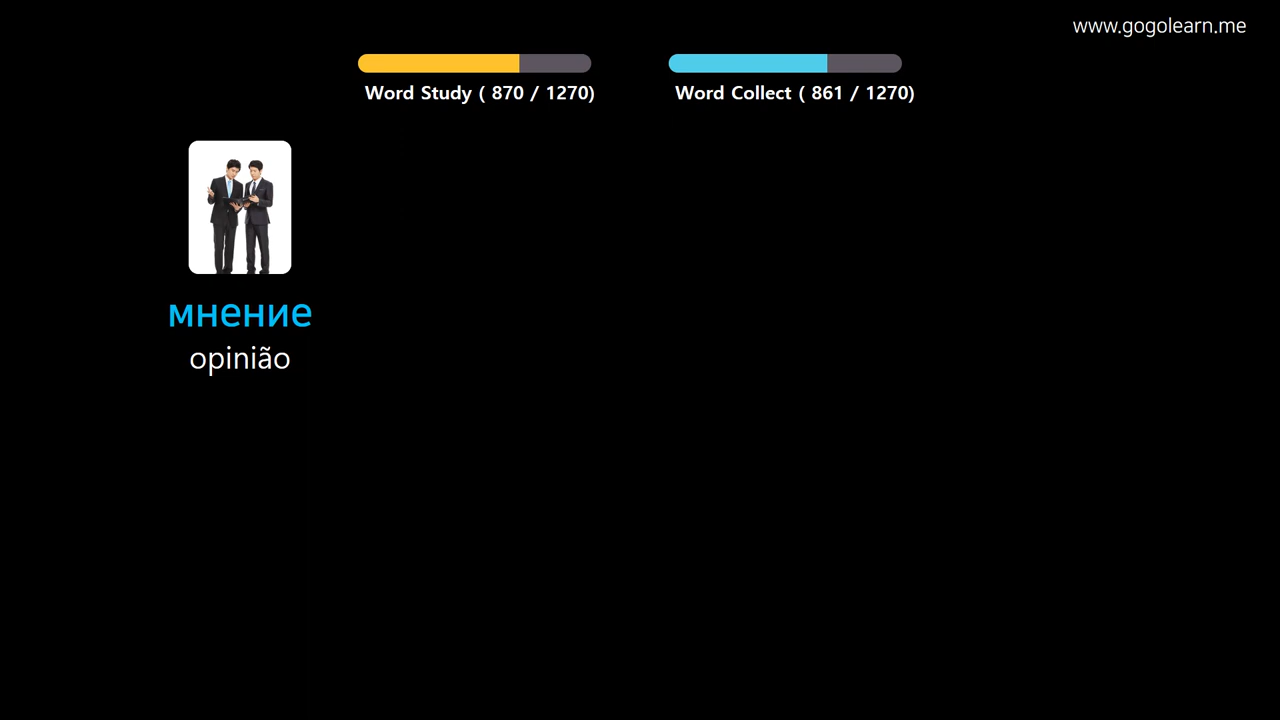 www.gogolearn.me
Word Study ( 870 / 1270)
Word Collect ( 861 / 1270)
мнение
opinião